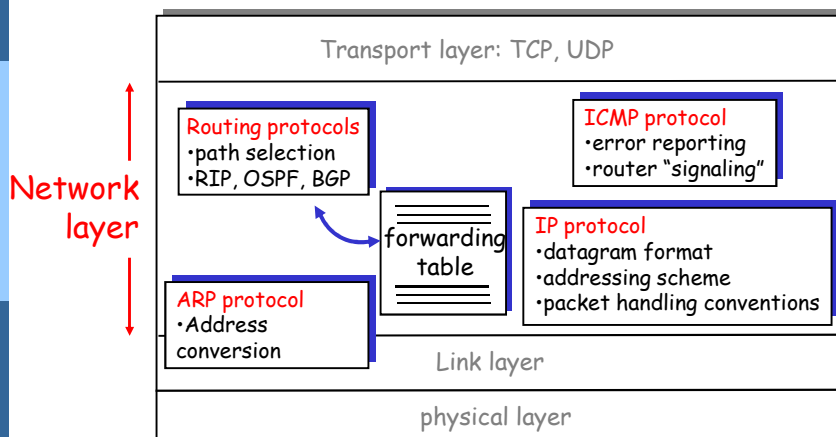 Transport layer: TCP, UDP
Network
layer
Routing protocols
•path selection
•RIP, OSPF, BGP
ICMP protocol
•error reporting
•router “signaling”
forwarding
table
IP protocol
•datagram format
•addressing scheme
•packet handling conventions
ARP protocol
•Address
conversion
Link layer
physical layer